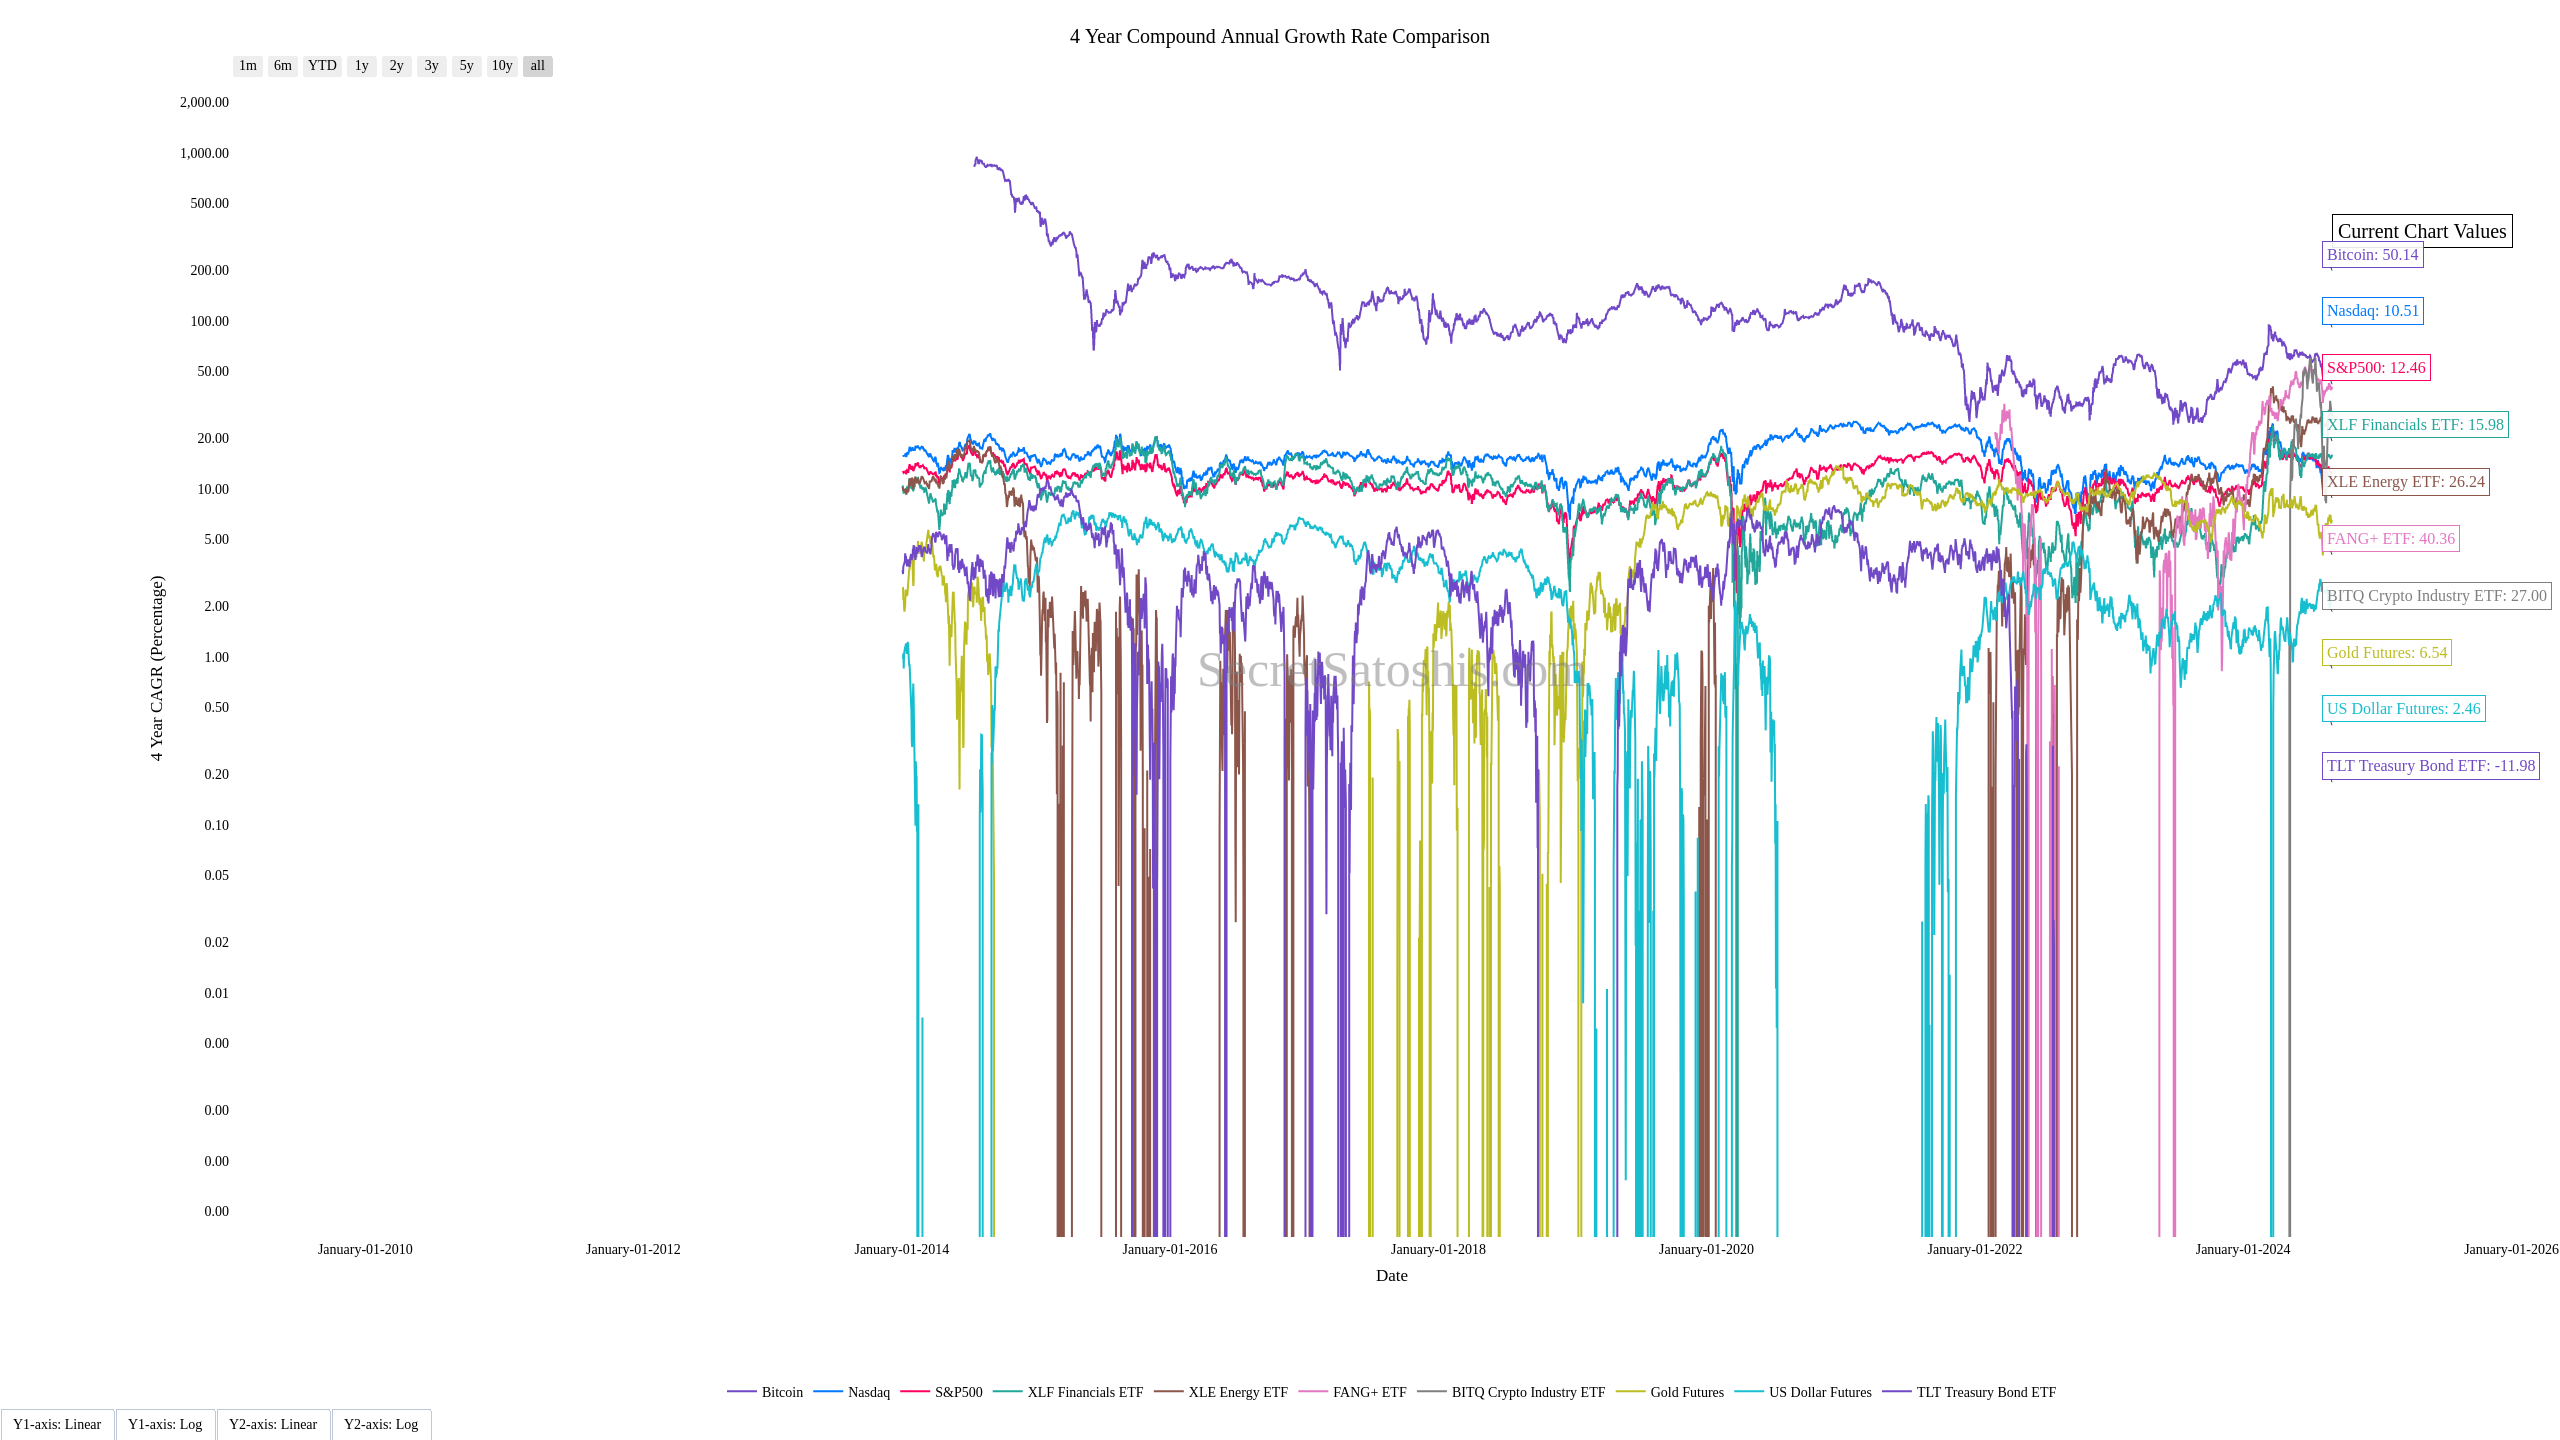 4 Year Compound Annual Growth Rate Comparison
1m 6m YTD 1y 2y 3y 5y 10y all
2,000.00
1,000.00
500.00
200.00
100.00
50.00
20.00
10.00
5.00
2.00
1.00
0.50
0.20
0.10
0.05
0.02
0.01
0.00
0.00
0.00
0.00
4 Year CAGR (Percentage)
SecretSatoshis.com
Current Chart Values
Bitcoin: 50.14
Nasdaq: 10.51
S&P500: 12.46
XLF Financials ETF: 15.98
XLE Energy ETF: 26.24
FANG+ ETF: 40.36
BITQ Crypto Industry ETF: 27.00
Gold Futures: 6.54
US Dollar Futures: 2.46
TLT Treasury Bond ETF: -11.98
January-01-2010 January-01-2012 January-01-2014 January-01-2016 January-01-2018 January-01-2020 January-01-2022 January-01-2024 January-01-2026
Date
Bitcoin Nasdaq S&P500 XLF Financials ETF XLE Energy ETF FANG+ ETF BITQ Crypto Industry ETF Gold Futures US Dollar Futures TLT Treasury Bond ETF
Y1-axis: Linear Y1-axis: Log Y2-axis: Linear Y2-axis: Log